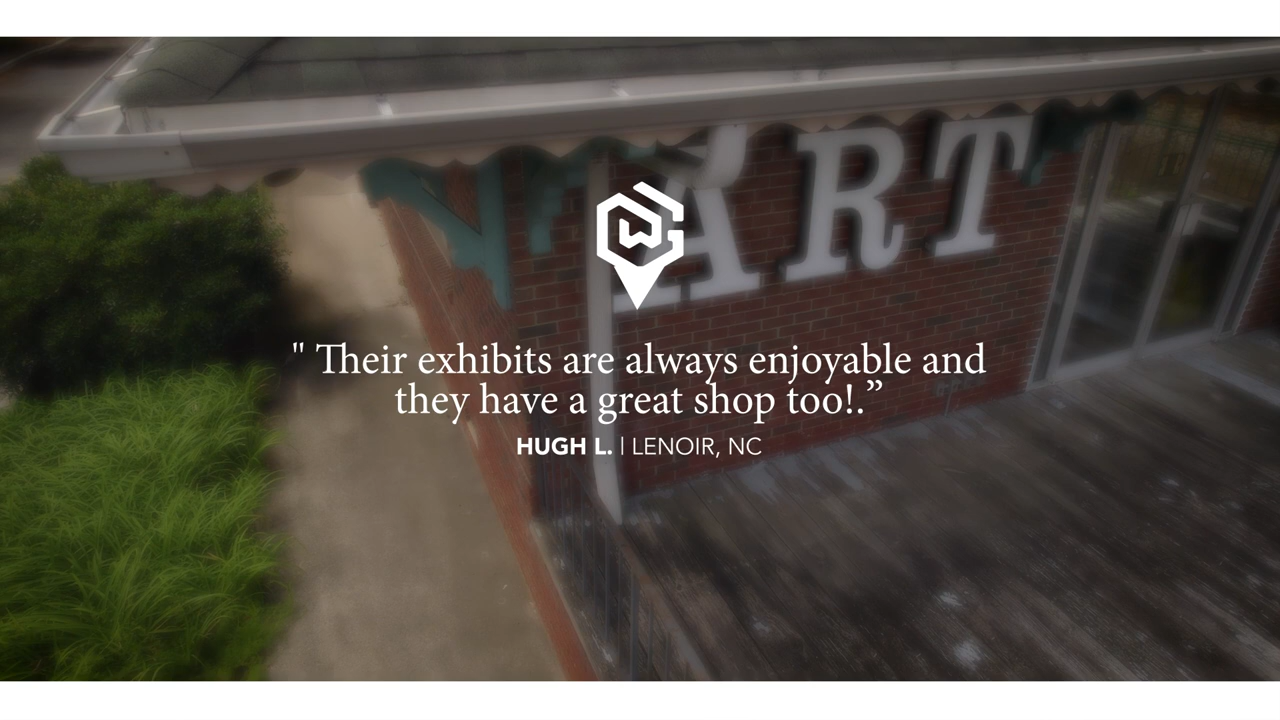 ART
" Their exhibits are always enjoyable and
they have a great shop too!.”
HUGH L. | LENOIR, NC